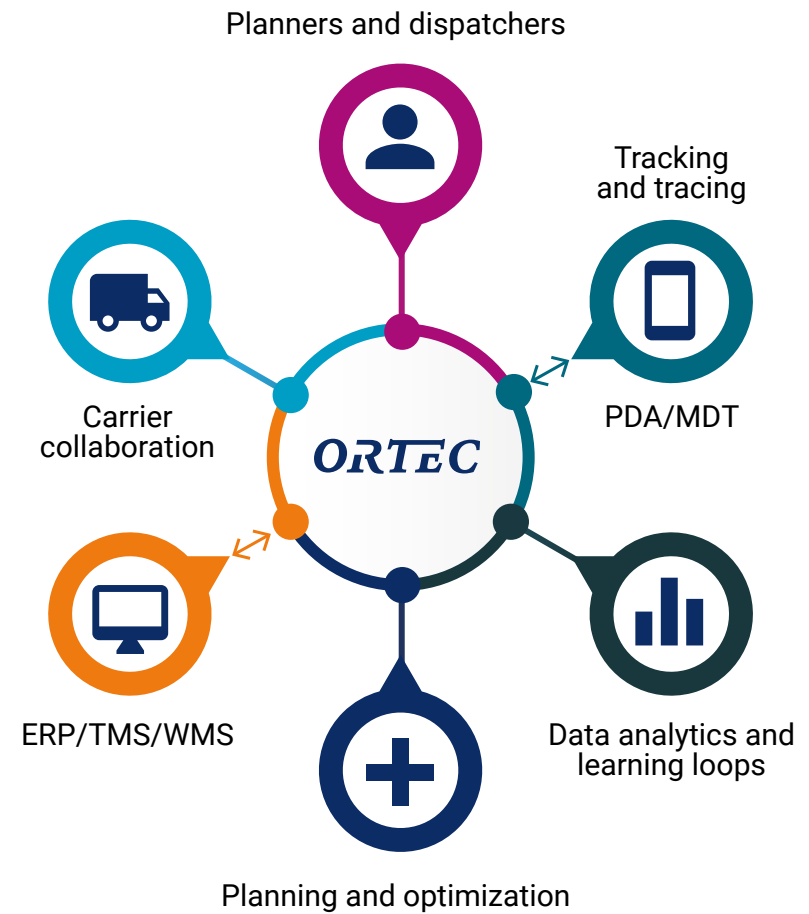 Planners and dispatchers
Tracking
and tracing
PDA/MDT
Carrier
collaboration
ORTEC
ERP/TMS/WMS
Data analytics and
learning loops
Planning and optimization